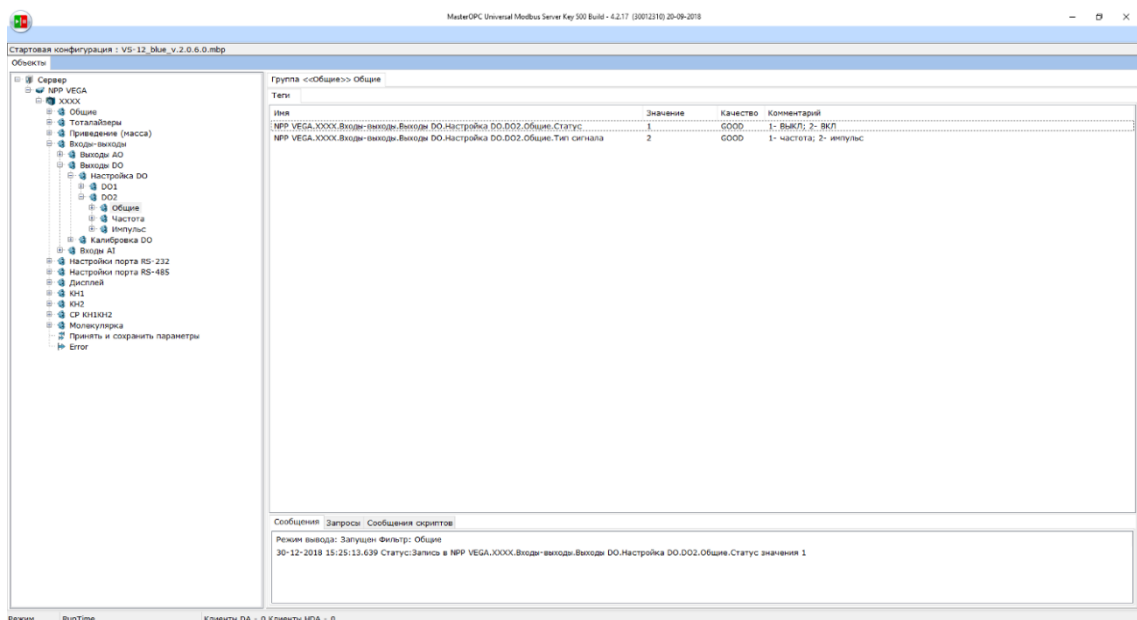 MasterOPC Universal Modbus Server Key 500 Build - 4.2.17 (30012310) 20-09-2018
Стартовая конфигурация : VS-12_blue_v.2.0.6.0.mbp
Объекты
Сервер
NPP VEGA
XXXX
Общие
Тоталайзеры
Приведение (масса)
Входы-выходы
Выходы AO
Выходы DO
Настройка DO
DO1
DO2
Общие
Частота
Импульс
Калибровка DO
Входы AI
Настройки порта RS-232
Настройки порта RS-485
Дисплей
КН1
КН2
СР КН1КН2
Молекулярка
Принять и сохранить параметры
Error
Группа <<Общие>> Общие
Теги
Имя Значение Качество Комментарий
NPP VEGA.XXXX.Входы-выходы.Выходы DO.Настройка DO.DO2.Общие.Статус 1 GOOD 1- ВЫКЛ; 2- ВКЛ
NPP VEGA.XXXX.Входы-выходы.Выходы DO.Настройка DO.DO2.Общие.Тип сигнала 2 GOOD 1- частота; 2- импульс
Сообщения Запросы Сообщения скриптов
Режим вывода: Запущен Фильтр: Общие
30-12-2018 15:25:13.639 Статус:Запись в NPP VEGA.XXXX.Входы-выходы.Выходы DO.Настройка DO.DO2.Общие.Статус значения 1
Режим RunTime Клиенты DA - 0 Клиенты HDA - 0